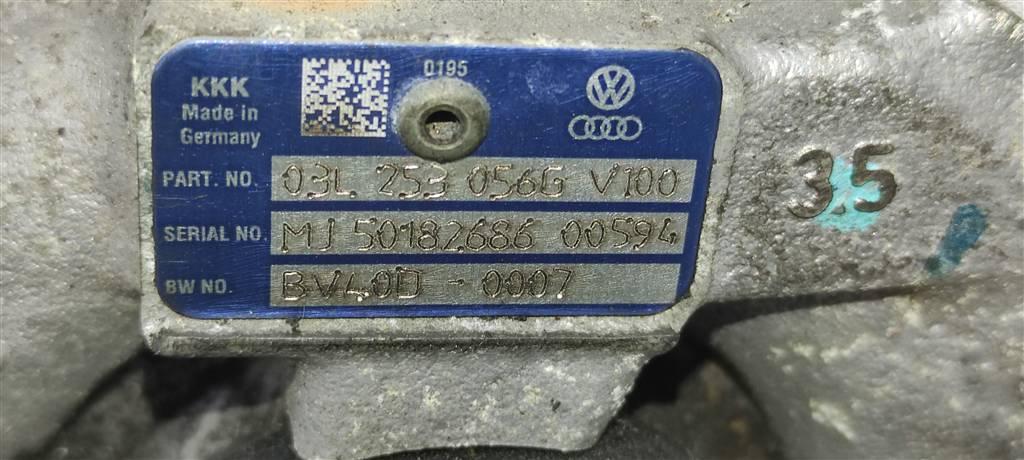 KKK
Made in
Germany
0195
PART. NO. 03L 253 056G V100
SERIAL NO. MJ 50182686 00594
BW NO. BV40D - 0007
3.5